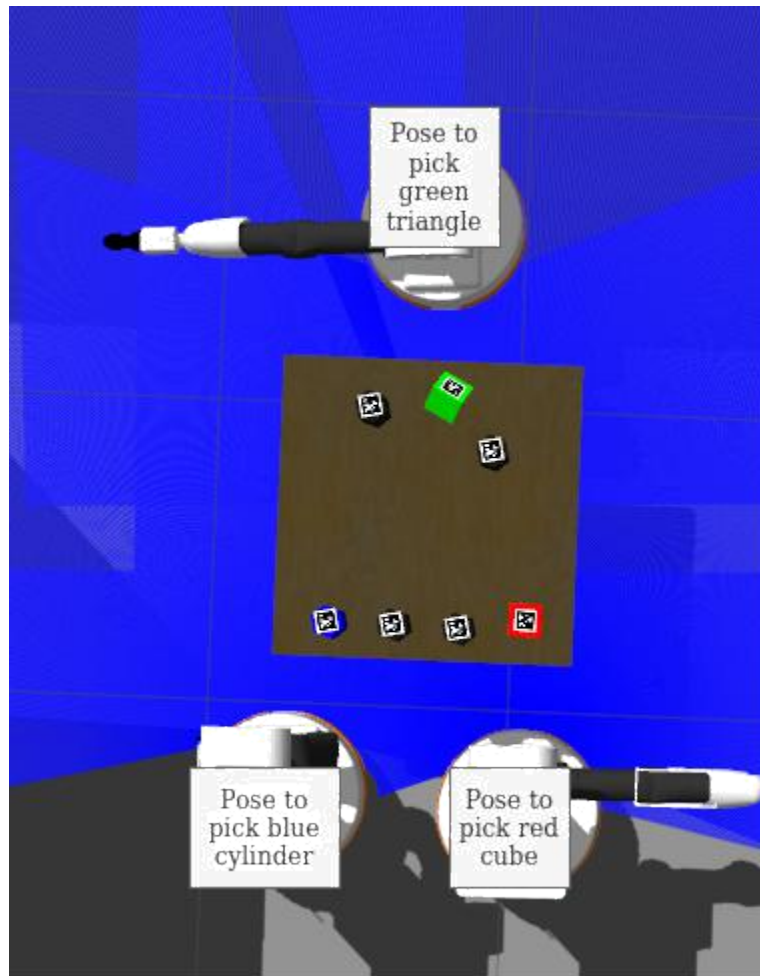 Pose to
pick
green
triangle
Pose to
pick blue
cylinder
Pose to
pick red
cube